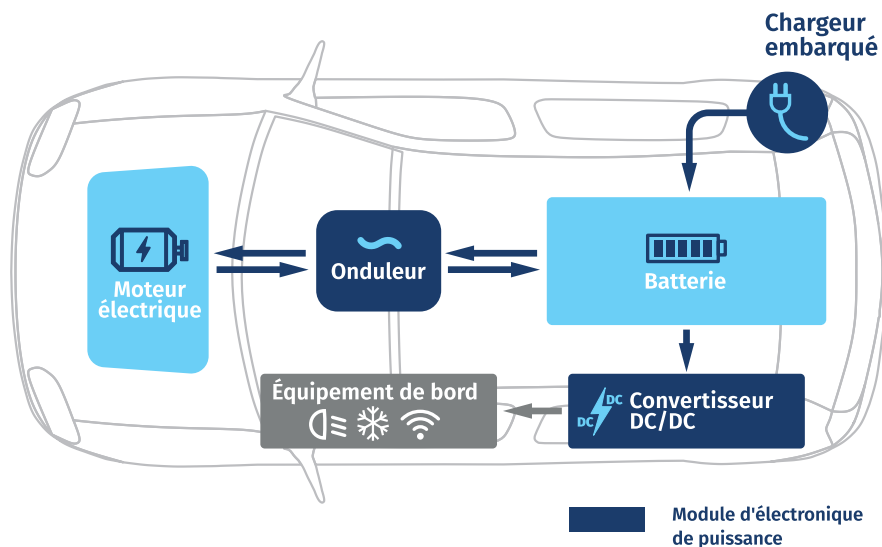 Chargeur
embarqué
Moteur
électrique
Onduleur
Batterie
Équipement de bord
DC
DC
Convertisseur
DC/DC
Module d'électronique
de puissance